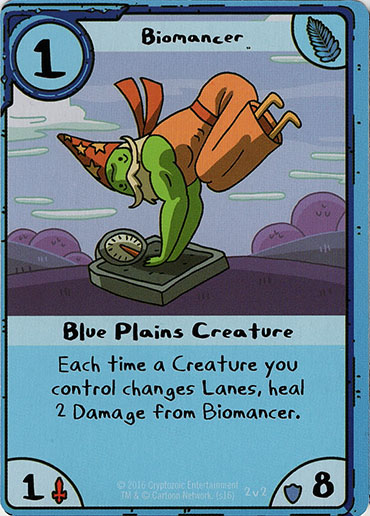 1
Biomancer
Blue Plains Creature
Each time a Creature you
control changes Lanes, heal
2 Damage from Biomancer.
© 2016 Cryptozoic Entertainment
TM & © Cartoon Network. (s16)
2v2
1
8